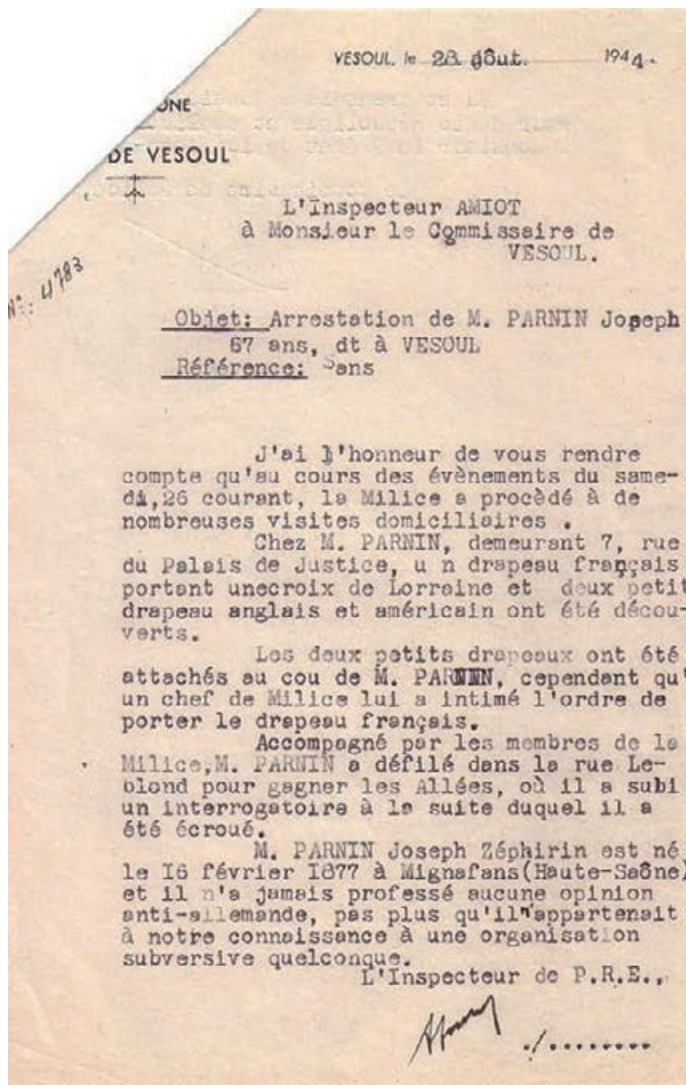 VESOUL, le 28 août. 1944.
ONE
DE VESOUL
L'Inspecteur AMIOT
à Monsieur le Commissaire de
VESOUL.
N°: 4783
Objet: Arrestation de M. PARNIN Joseph
67 ans, dt à VESOUL
Référence: Sans
J'ai l'honneur de vous rendre
compte qu'au cours des évènements du same-
di,26 courant, la Milice a procèdé à de
nombreuses visites domiciliaires .
Chez M. PARNIN, demeurant 7, rue
du Palais de Justice, u n drapeau français
portant unecroix de Lorraine et deux petit
drapeau anglais et américain ont été décou-
verts.
Les deux petits drapeaux ont été
attachés au cou de M. PARNIN, cependant qu'
un chef de Milice lui a intimé l'ordre de
porter le drapeau français.
Accompagné par les membres de la
Milice,M. PARNIN a défilé dans la rue Le-
blond pour gagner les Allées, où il a subi
un interrogatoire à la suite duquel il a
été écroué.
M. PARNIN Joseph Zéphirin est né
le 16 février 1877 à Mignafans(Haute-Saône)
et il n'a jamais professé aucune opinion
anti-allemande, pas plus qu'il n'appartenait
à notre connaissance à une organisation
subversive quelconque.
L'Inspecteur de P.R.E.,
./........